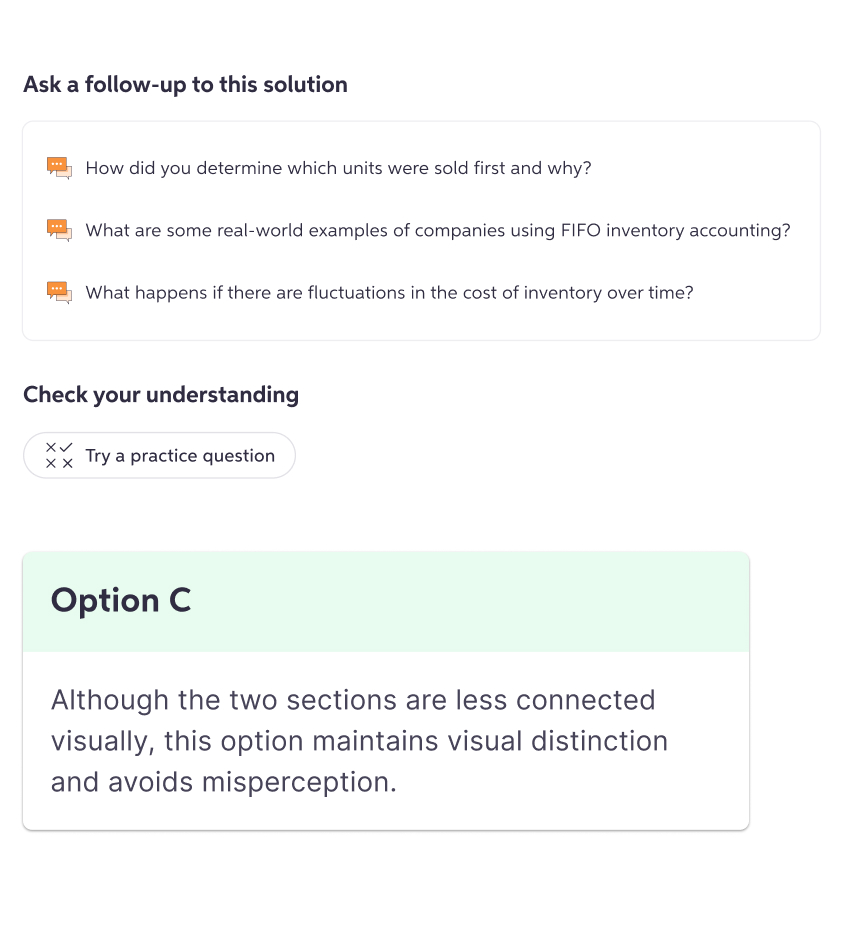 Ask a follow-up to this solution
How did you determine which units were sold first and why?
What are some real-world examples of companies using FIFO inventory accounting?
What happens if there are fluctuations in the cost of inventory over time?
Check your understanding
Try a practice question
Option C
Although the two sections are less connected
visually, this option maintains visual distinction
and avoids misperception.